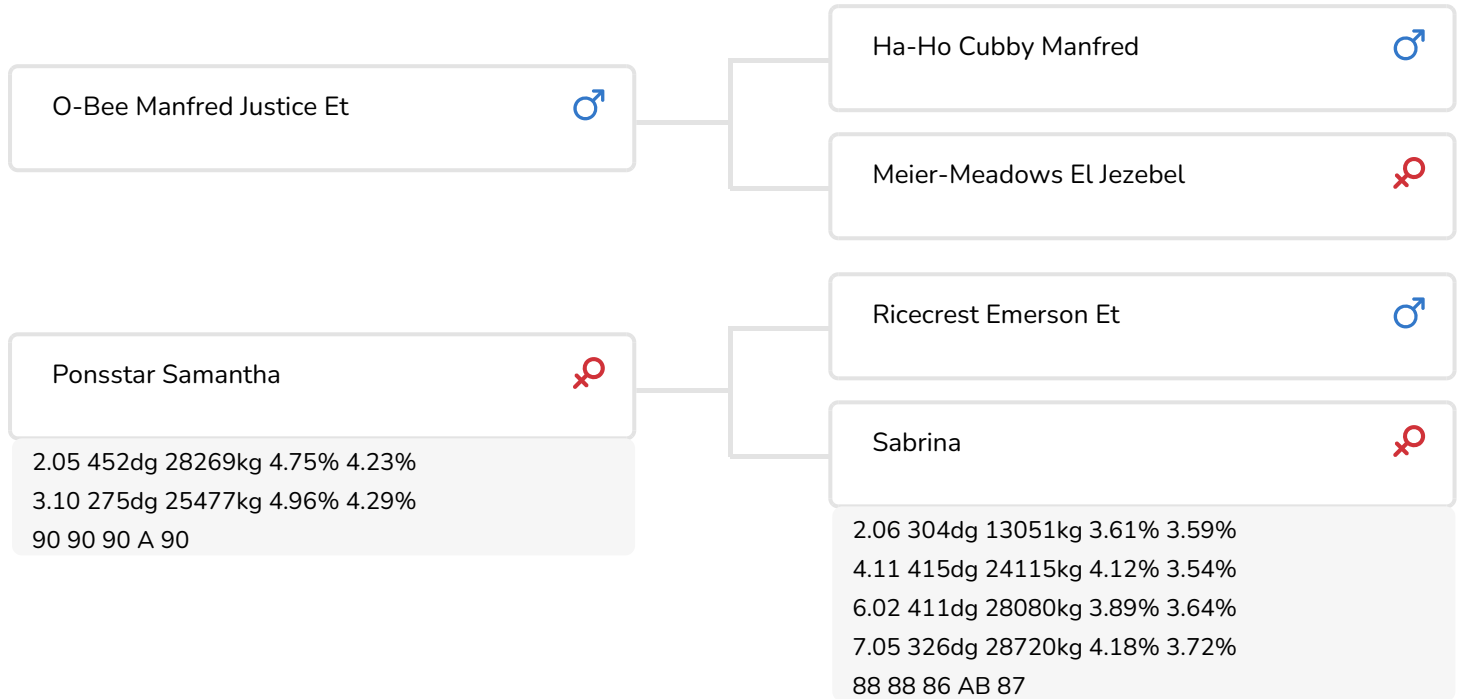 O-Bee Manfred Justice Et
Ha-Ho Cubby Manfred
Meier-Meadows El Jezebel
Ponsstar Samantha
2.05 452dg 28269kg 4.75% 4.23%
3.10 275dg 25477kg 4.96% 4.29%
90 90 90 A 90
Ricecrest Emerson Et
Sabrina
2.06 304dg 13051kg 3.61% 3.59%
4.11 415dg 24115kg 4.12% 3.54%
6.02 411dg 28080kg 3.89% 3.64%
7.05 326dg 28720kg 4.18% 3.72%
88 88 86 AB 87